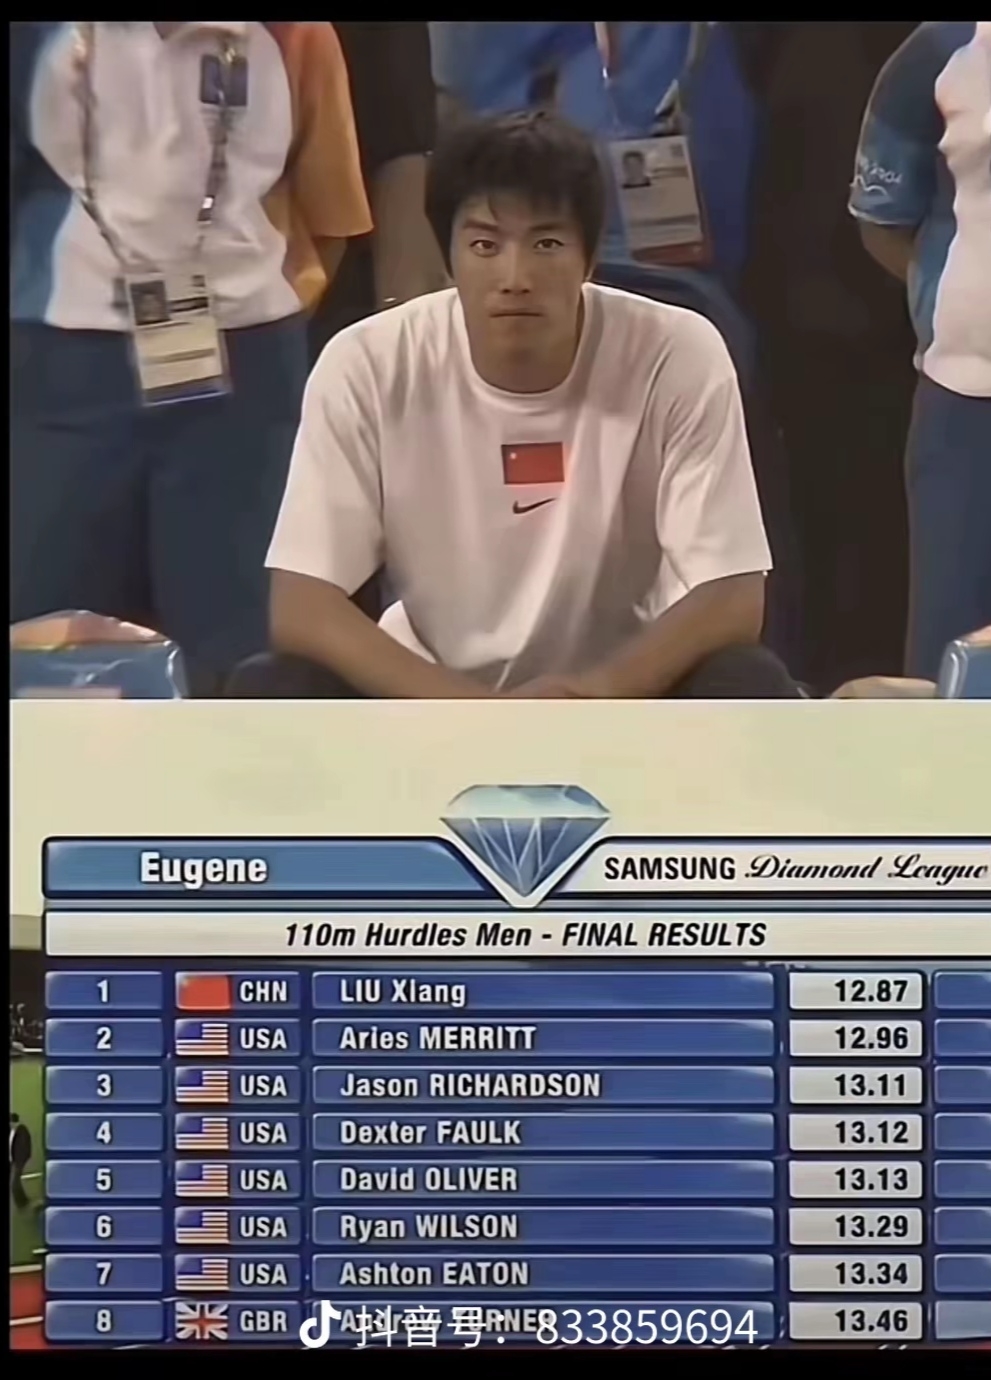 Eugene
SAMSUNG Diamond League
110m Hurdles Men - FINAL RESULTS
1 CHN LIU Xiang 12.87
2 USA Aries MERRITT 12.96
3 USA Jason RICHARDSON 13.11
4 USA Dexter FAULK 13.12
5 USA David OLIVER 13.13
6 USA Ryan WILSON 13.29
7 USA Ashton EATON 13.34
8 GBR Andrew TURNER 13.46
抖音号：833859694